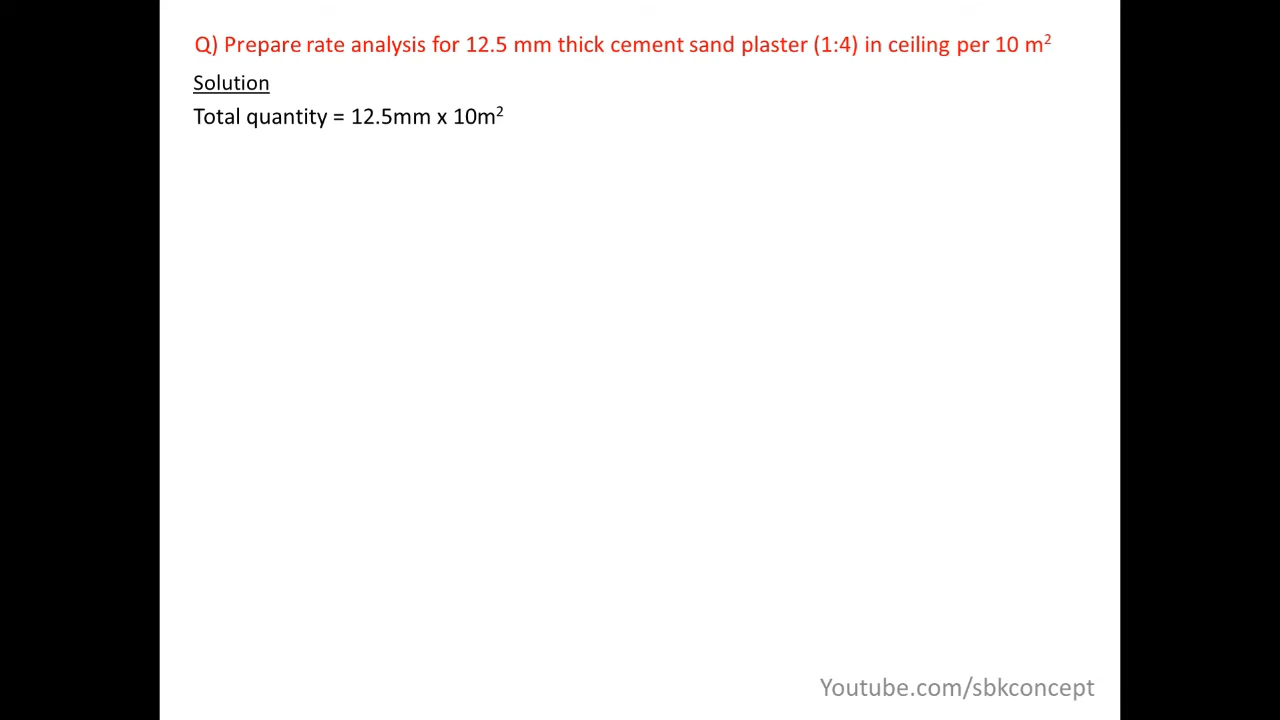 Q) Prepare rate analysis for 12.5 mm thick cement sand plaster (1:4) in ceiling per 10 m²
Solution
Total quantity = 12.5mm x 10m²
Youtube.com/sbkconcept